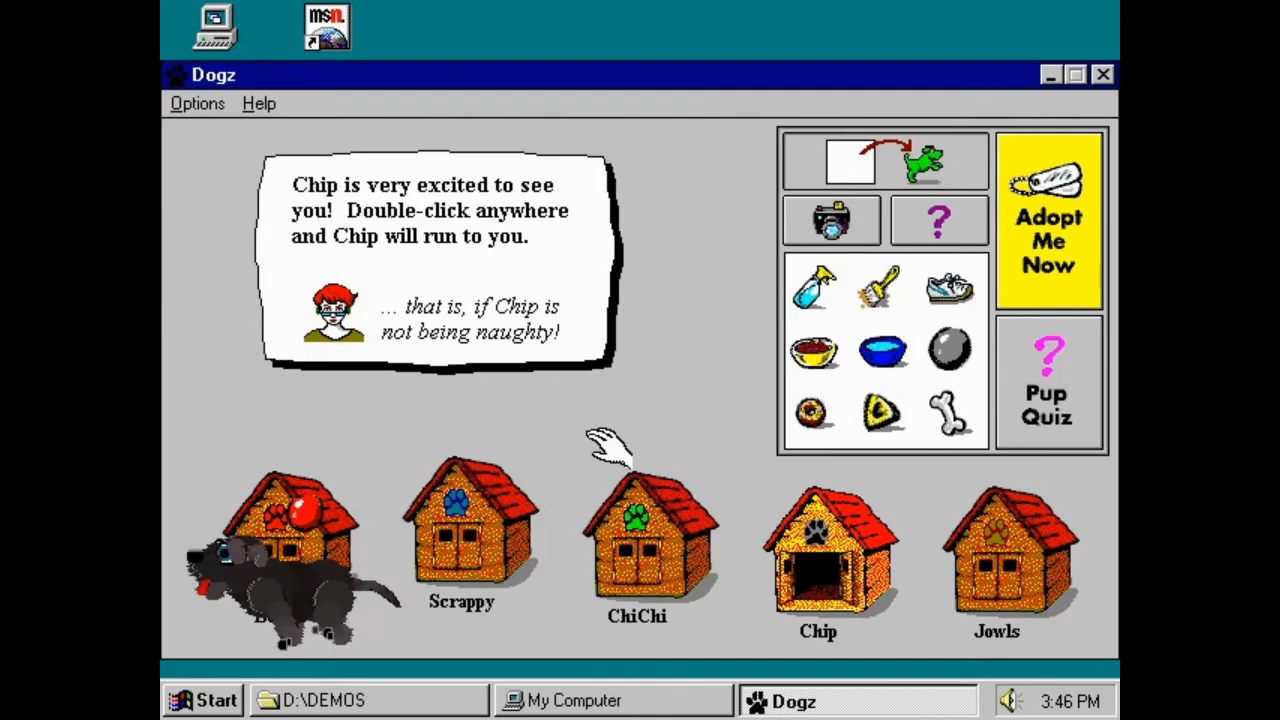 msn.
Dogz
Options Help
Chip is very excited to see
you! Double-click anywhere
and Chip will run to you.
... that is, if Chip is
not being naughty!
?
Adopt
Me
Now
?
Pup
Quiz
Scrappy
ChiChi
Chip
Jowls
Start
D:\DEMOS
My Computer
Dogz
3:46 PM